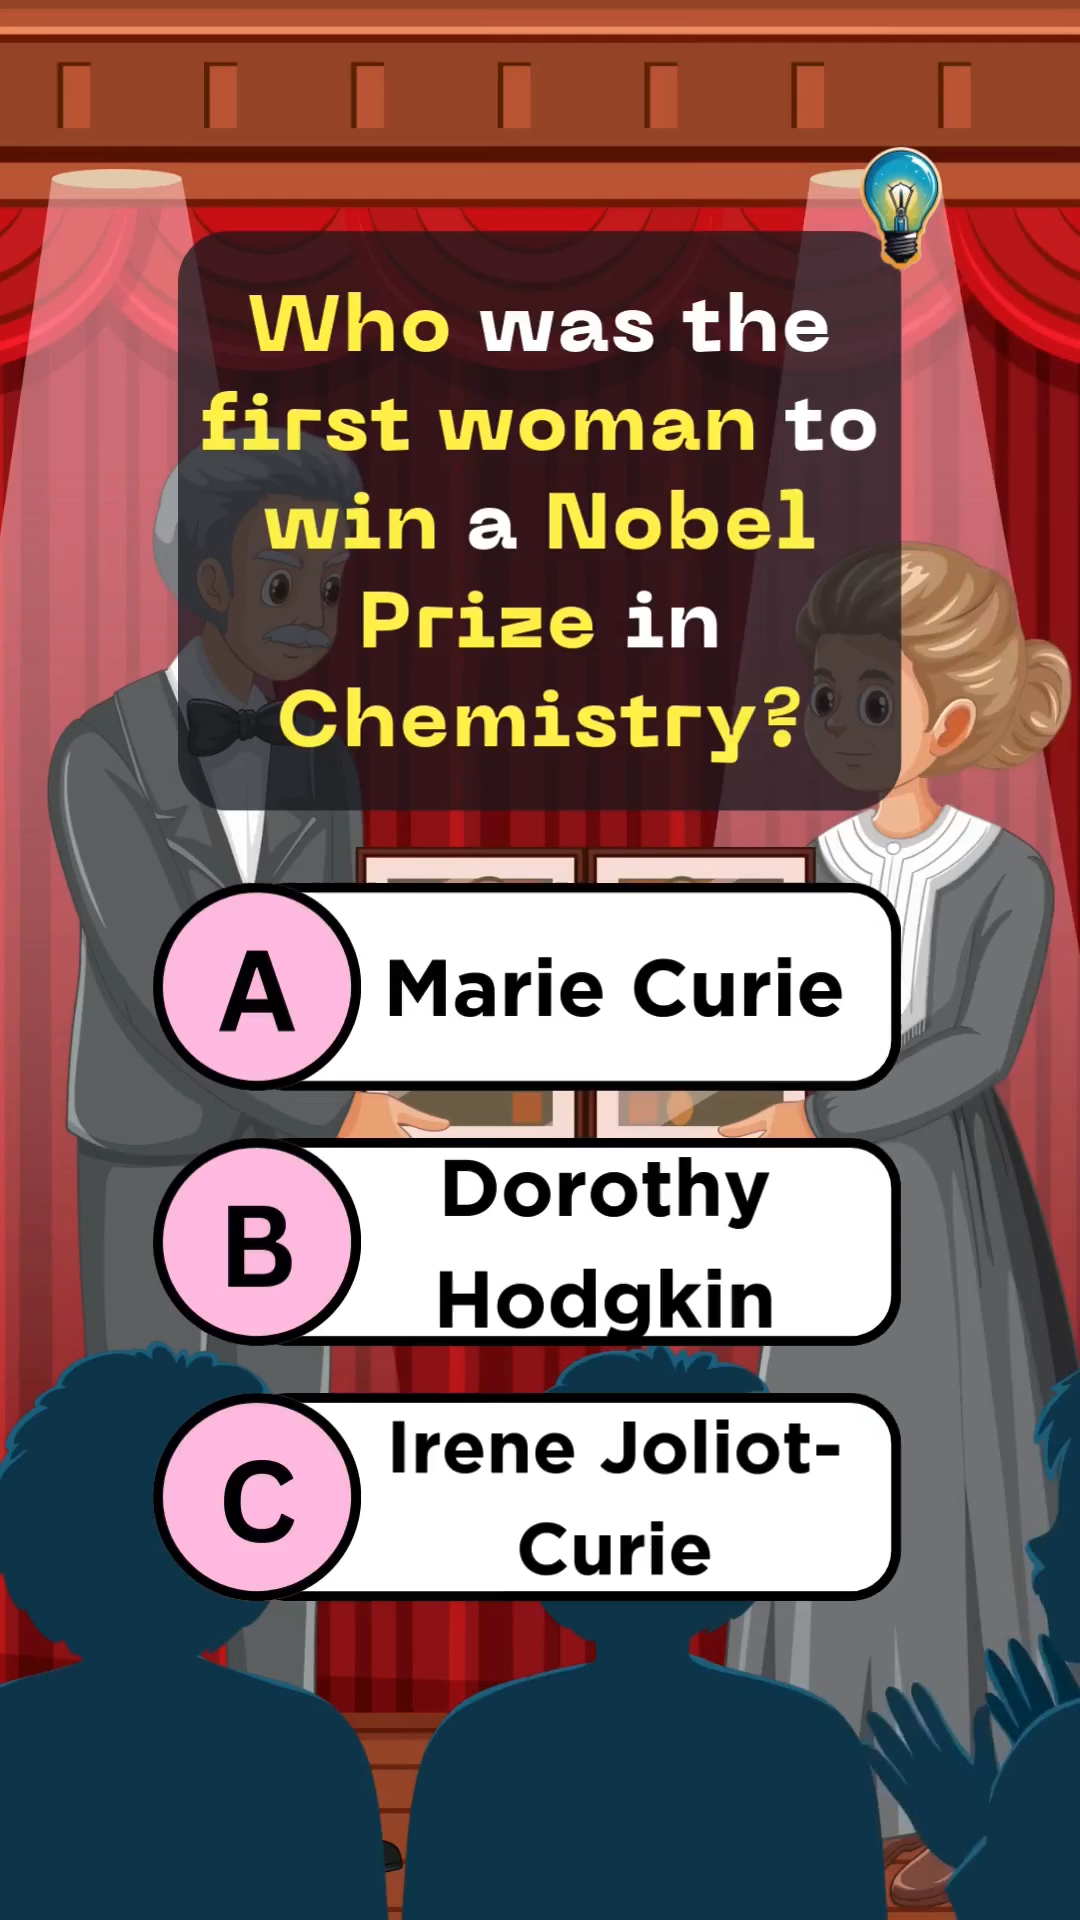 Who was the
first woman to
win a Nobel
Prize in
Chemistry?
A
Marie Curie
B
Dorothy
Hodgkin
C
Irene Joliot-
Curie